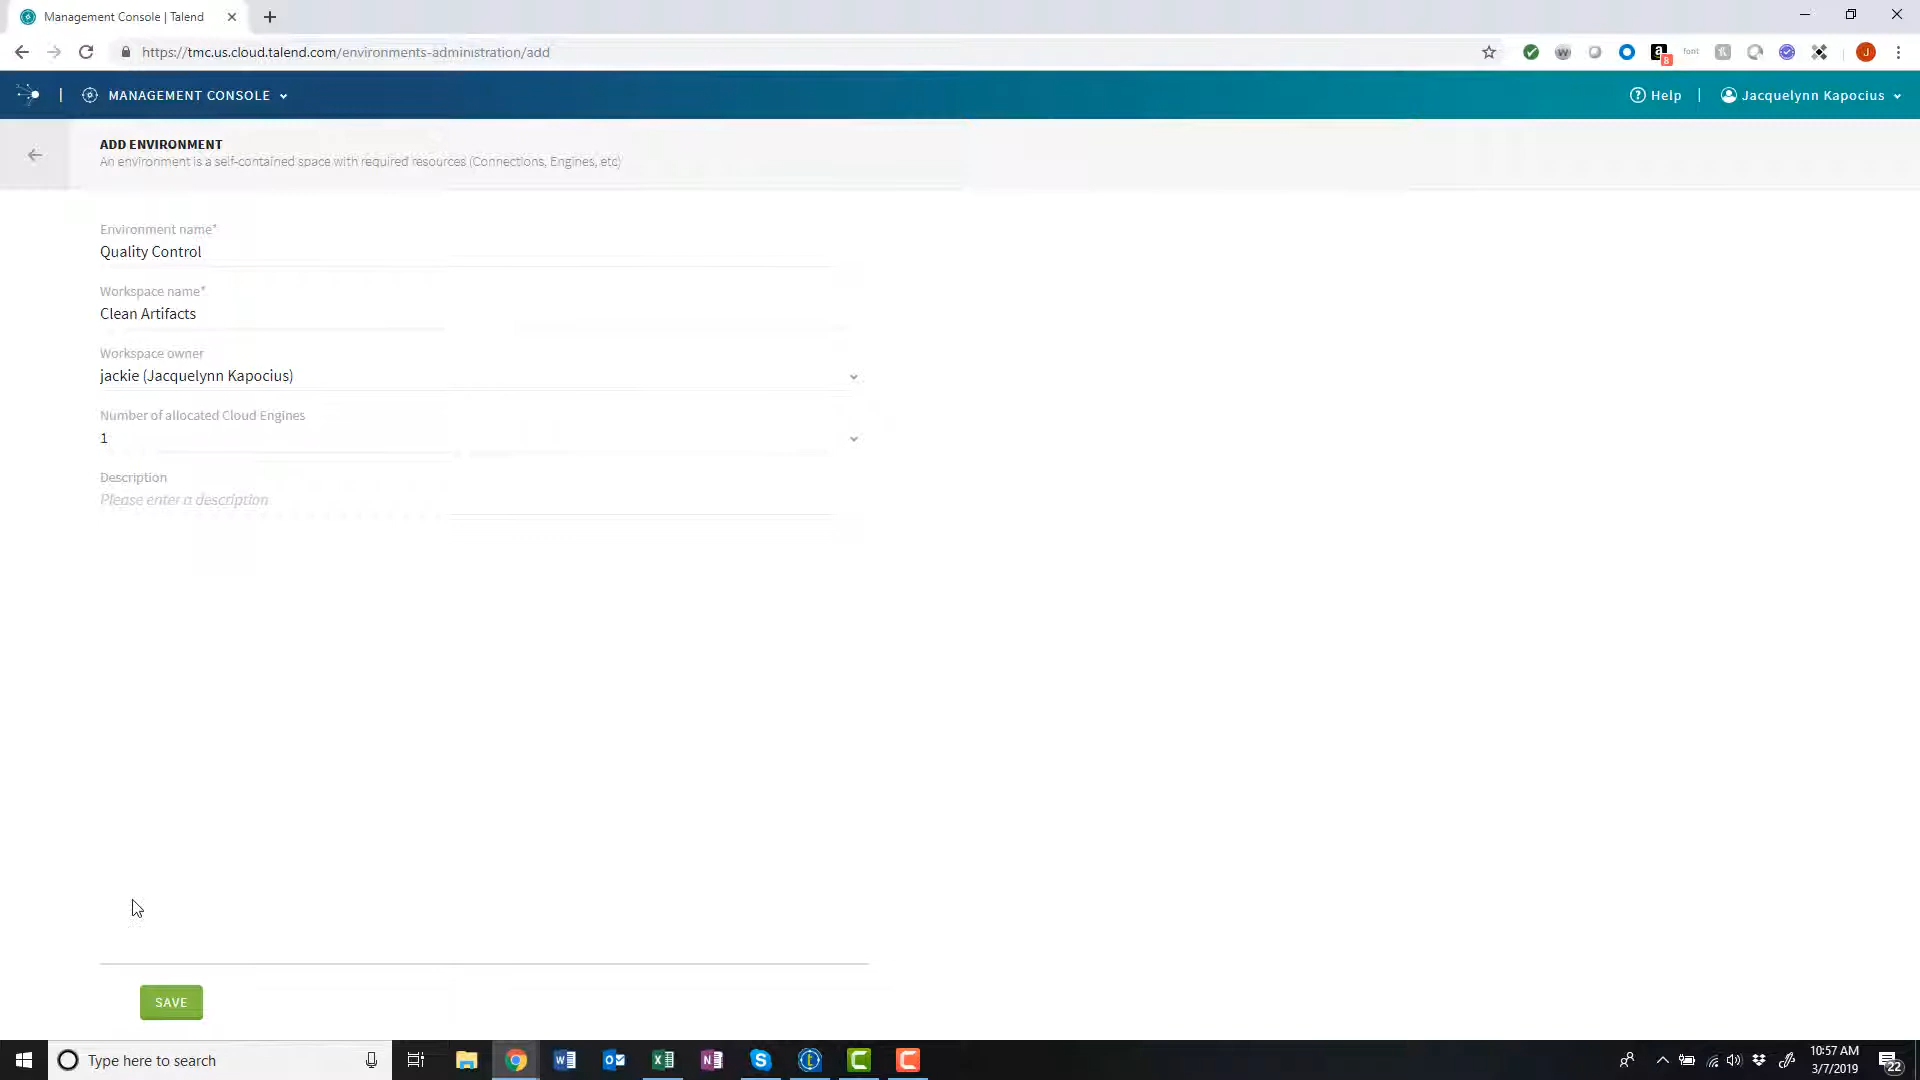 Management Console | Talend
https://tmc.us.cloud.talend.com/environments-administration/add
font
a
8
J
MANAGEMENT CONSOLE
Help
Jacquelynn Kapocius
ADD ENVIRONMENT
An environment is a self-contained space with required resources (Connections, Engines, etc)
Environment name*
Quality Control
Workspace name*
Clean Artifacts
Workspace owner
jackie (Jacquelynn Kapocius)
Number of allocated Cloud Engines
1
Description
Please enter a description
SAVE
Type here to search
10:57 AM
3/7/2019
22